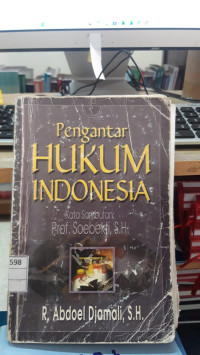 Pengantar
HUKUM
INDONESIA
Kata Sambutan:
Prof. Soebekti, S.H.
598
R. Abdoel Djamali, S.H.